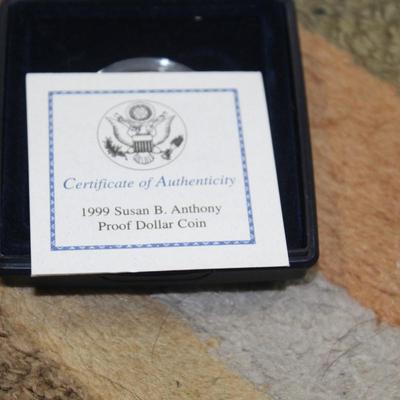 Certificate of Authenticity
1999 Susan B. Anthony
Proof Dollar Coin